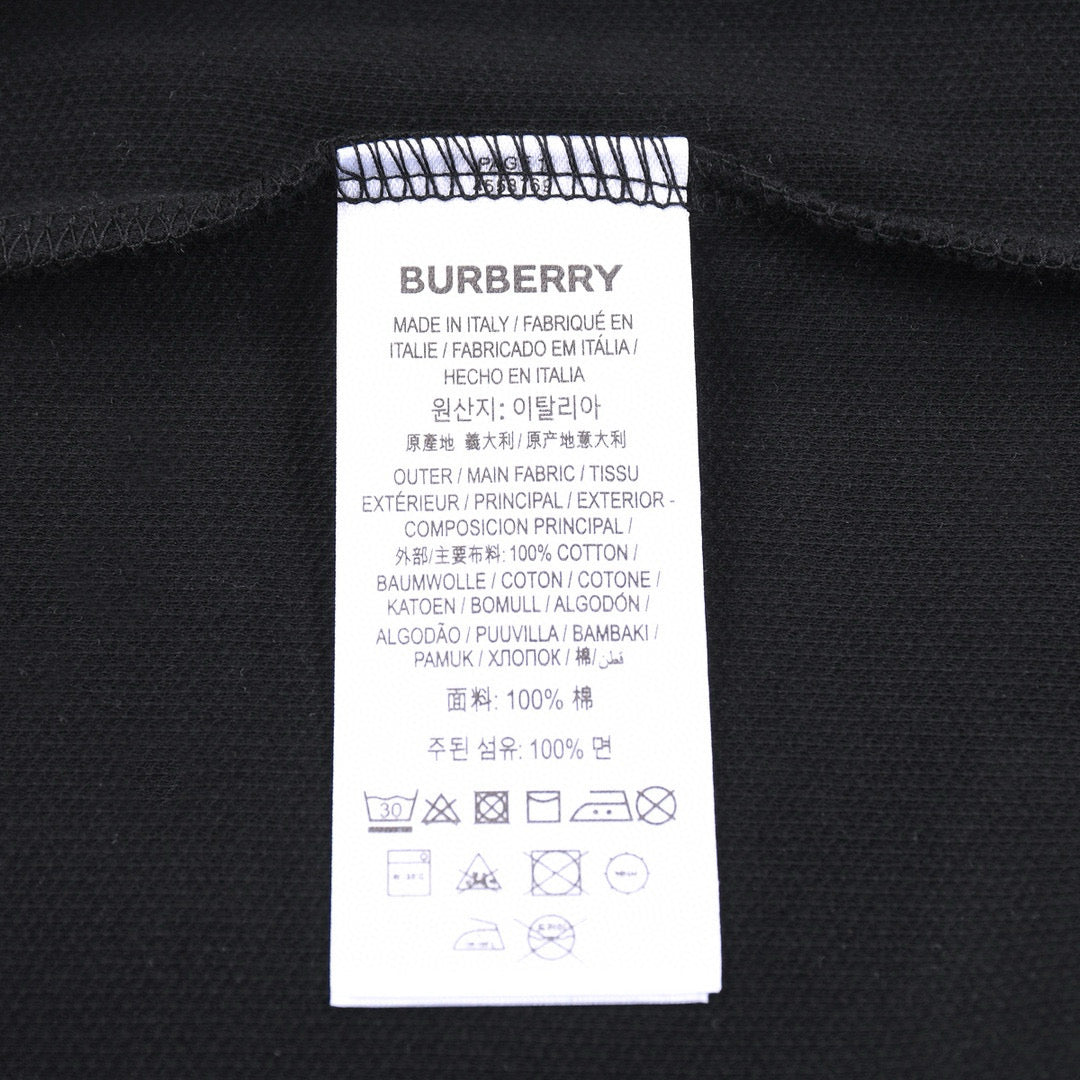 PAGE 1
BURBERRY
MADE IN ITALY / FABRIQUÉ EN
ITALIE / FABRICADO EM ITÁLIA /
HECHO EN ITALIA
원산지: 이탈리아
原產地 義大利 / 原产地意大利
OUTER / MAIN FABRIC / TISSU
EXTÉRIEUR / PRINCIPAL / EXTERIOR -
COMPOSICION PRINCIPAL /
外部/主要布料: 100% COTTON /
BAUMWOLLE / COTON / COTONE /
KATOEN / BOMULL / ALGODÓN /
ALGODÃO / PUUVILLA / BAMBAKI /
PAMUK / ХЛОПОК / 棉/قطن
面料: 100% 棉
주된 섬유: 100% 면
30